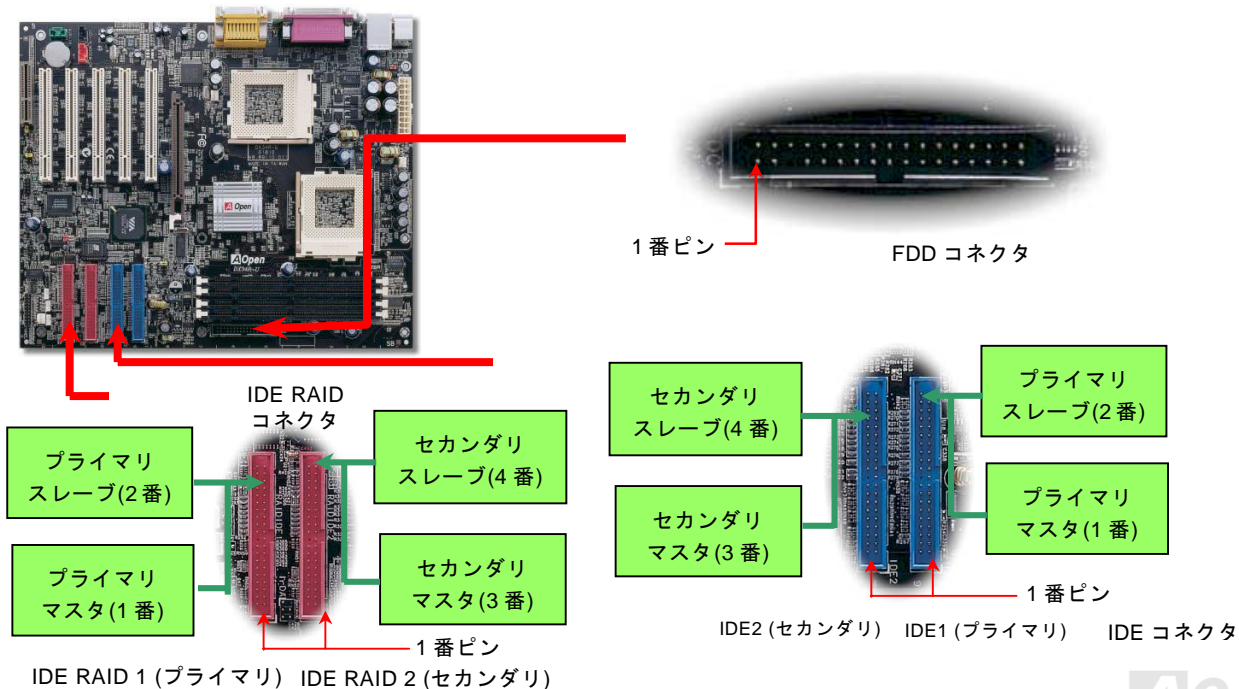 AOpen
DX34R-U
VIA
AOpen
DX34R-U
1番ピン
FDD コネクタ
IDE RAID
コネクタ
プライマリ
スレーブ(2番)
プライマリ
マスタ(1番)
セカンダリ
スレーブ(4番)
セカンダリ
マスタ(3番)
1番ピン
IDE RAID 1 (プライマリ)
IDE RAID 2 (セカンダリ)
セカンダリ
スレーブ(4番)
セカンダリ
マスタ(3番)
プライマリ
スレーブ(2番)
プライマリ
マスタ(1番)
IDE2
1番ピン
IDE2 (セカンダリ)
IDE1 (プライマリ)
IDE コネクタ